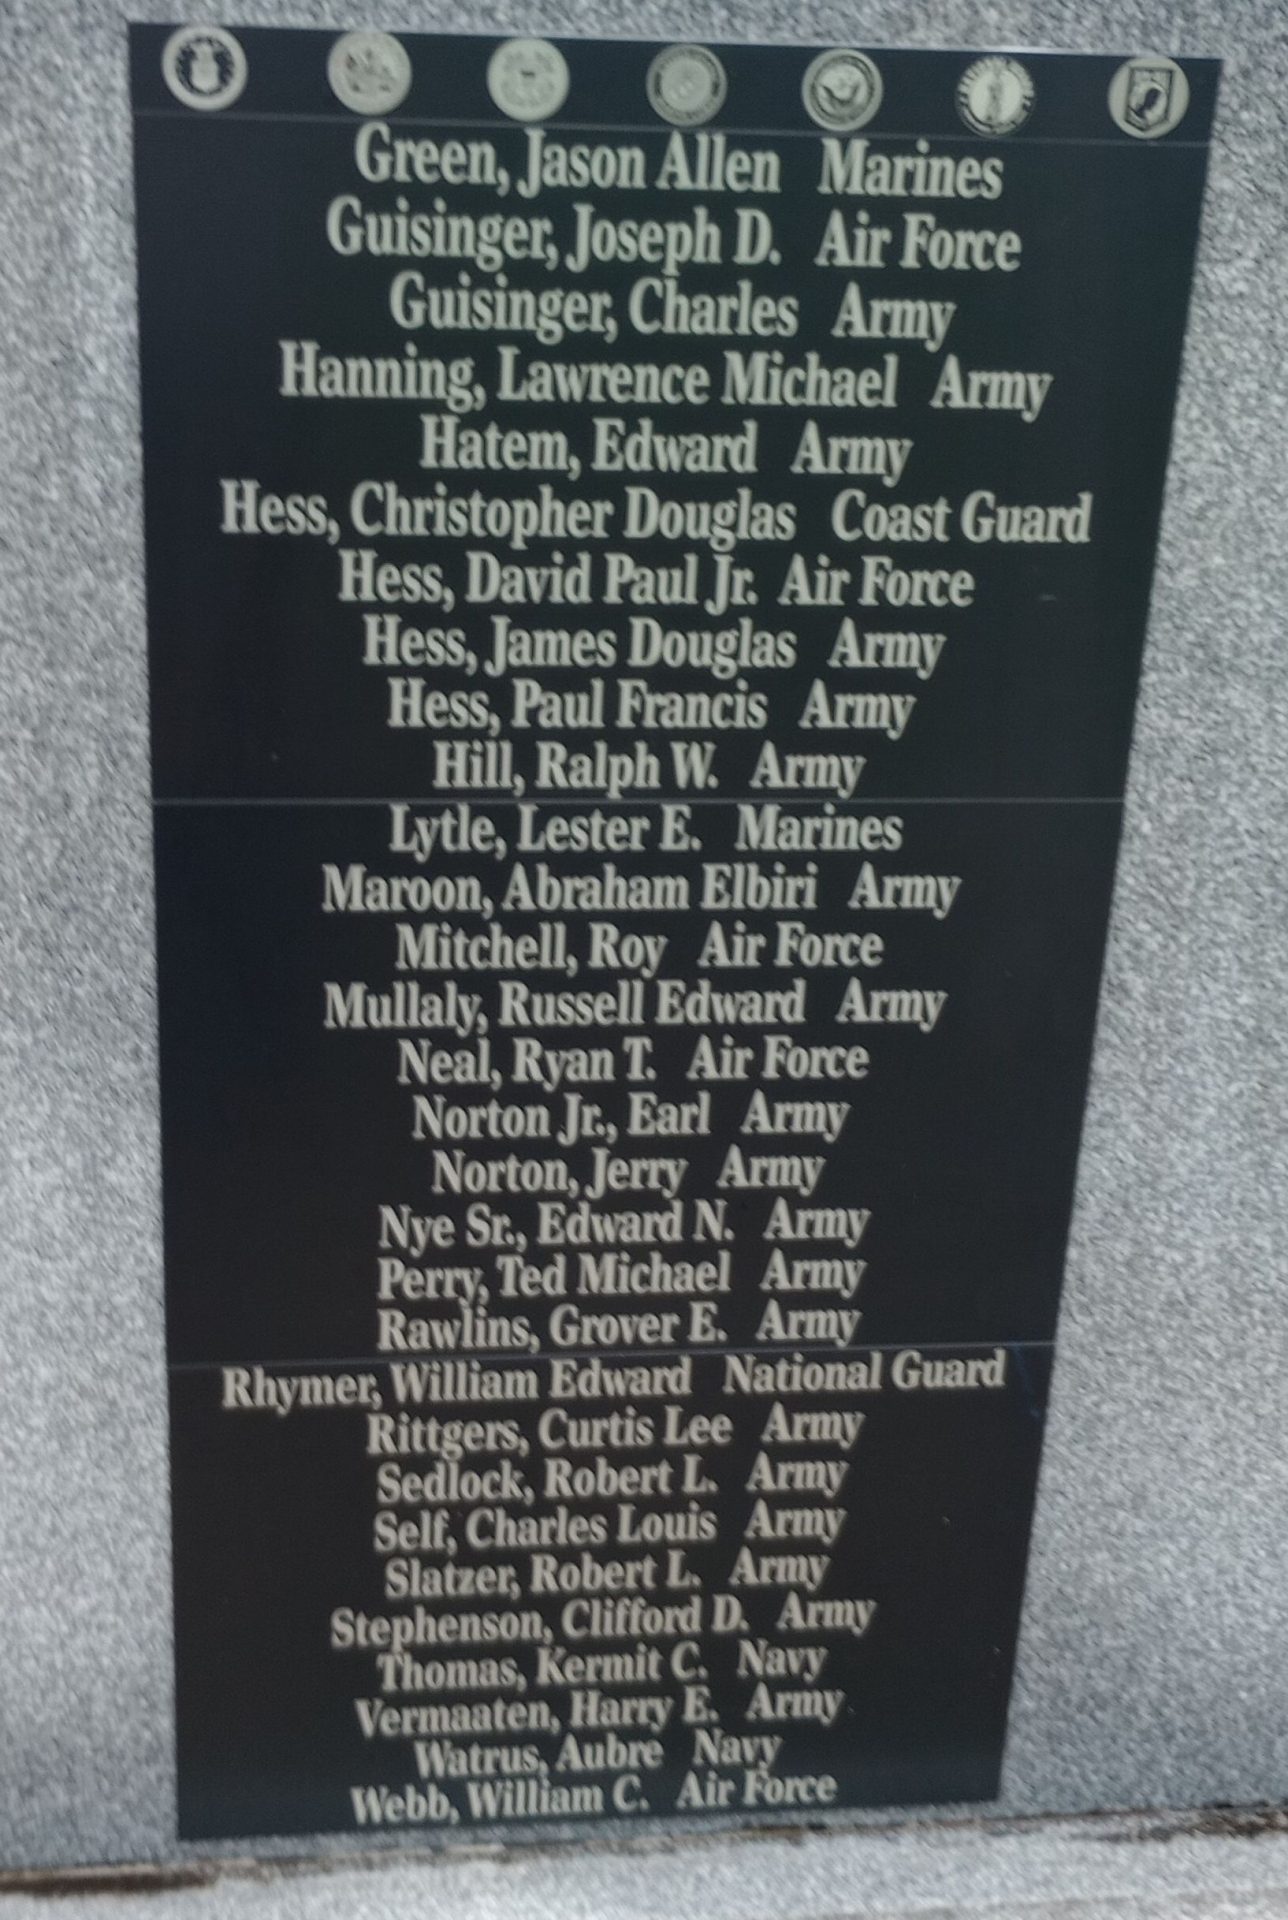 Green, Jason Allen Marines
Guisinger, Joseph D. Air Force
Guisinger, Charles Army
Hanning, Lawrence Michael Army
Hatem, Edward Army
Hess, Christopher Douglas Coast Guard
Hess, David Paul Jr. Air Force
Hess, James Douglas Army
Hess, Paul Francis Army
Hill, Ralph W. Army
Lytle, Lester E. Marines
Maroon, Abraham Elbiri Army
Mitchell, Roy Air Force
Mullaly, Russell Edward Army
Neal, Ryan T. Air Force
Norton Jr., Earl Army
Norton, Jerry Army
Nye Sr., Edward N. Army
Perry, Ted Michael Army
Rawlins, Grover E. Army
Rhymer, William Edward National Guard
Rittgers, Curtis Lee Army
Sedlock, Robert L. Army
Self, Charles Louis Army
Slatzer, Robert L. Army
Stephenson, Clifford D. Army
Thomas, Kermit C. Navy
Vermaaten, Harry E. Army
Watrus, Aubre Navy
Webb, William C. Air Force